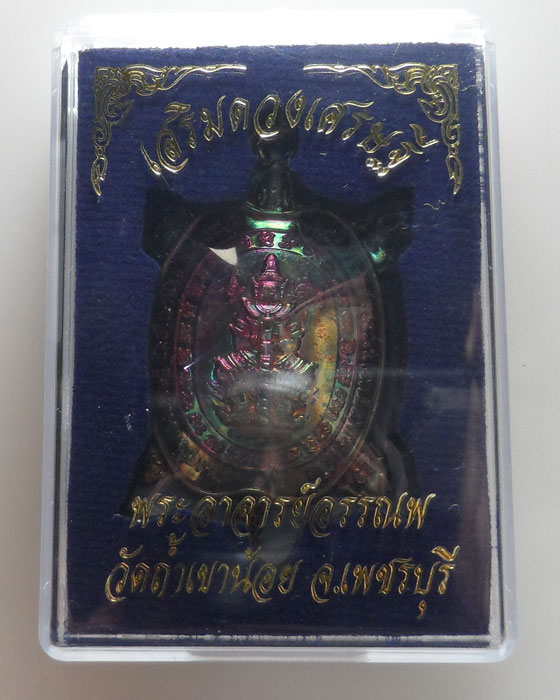 เสริมดวงเศรษฐี
พระอาจารย์อรรณพ
วัดถ้ำเขาน้อย จ.เพชรบุรี